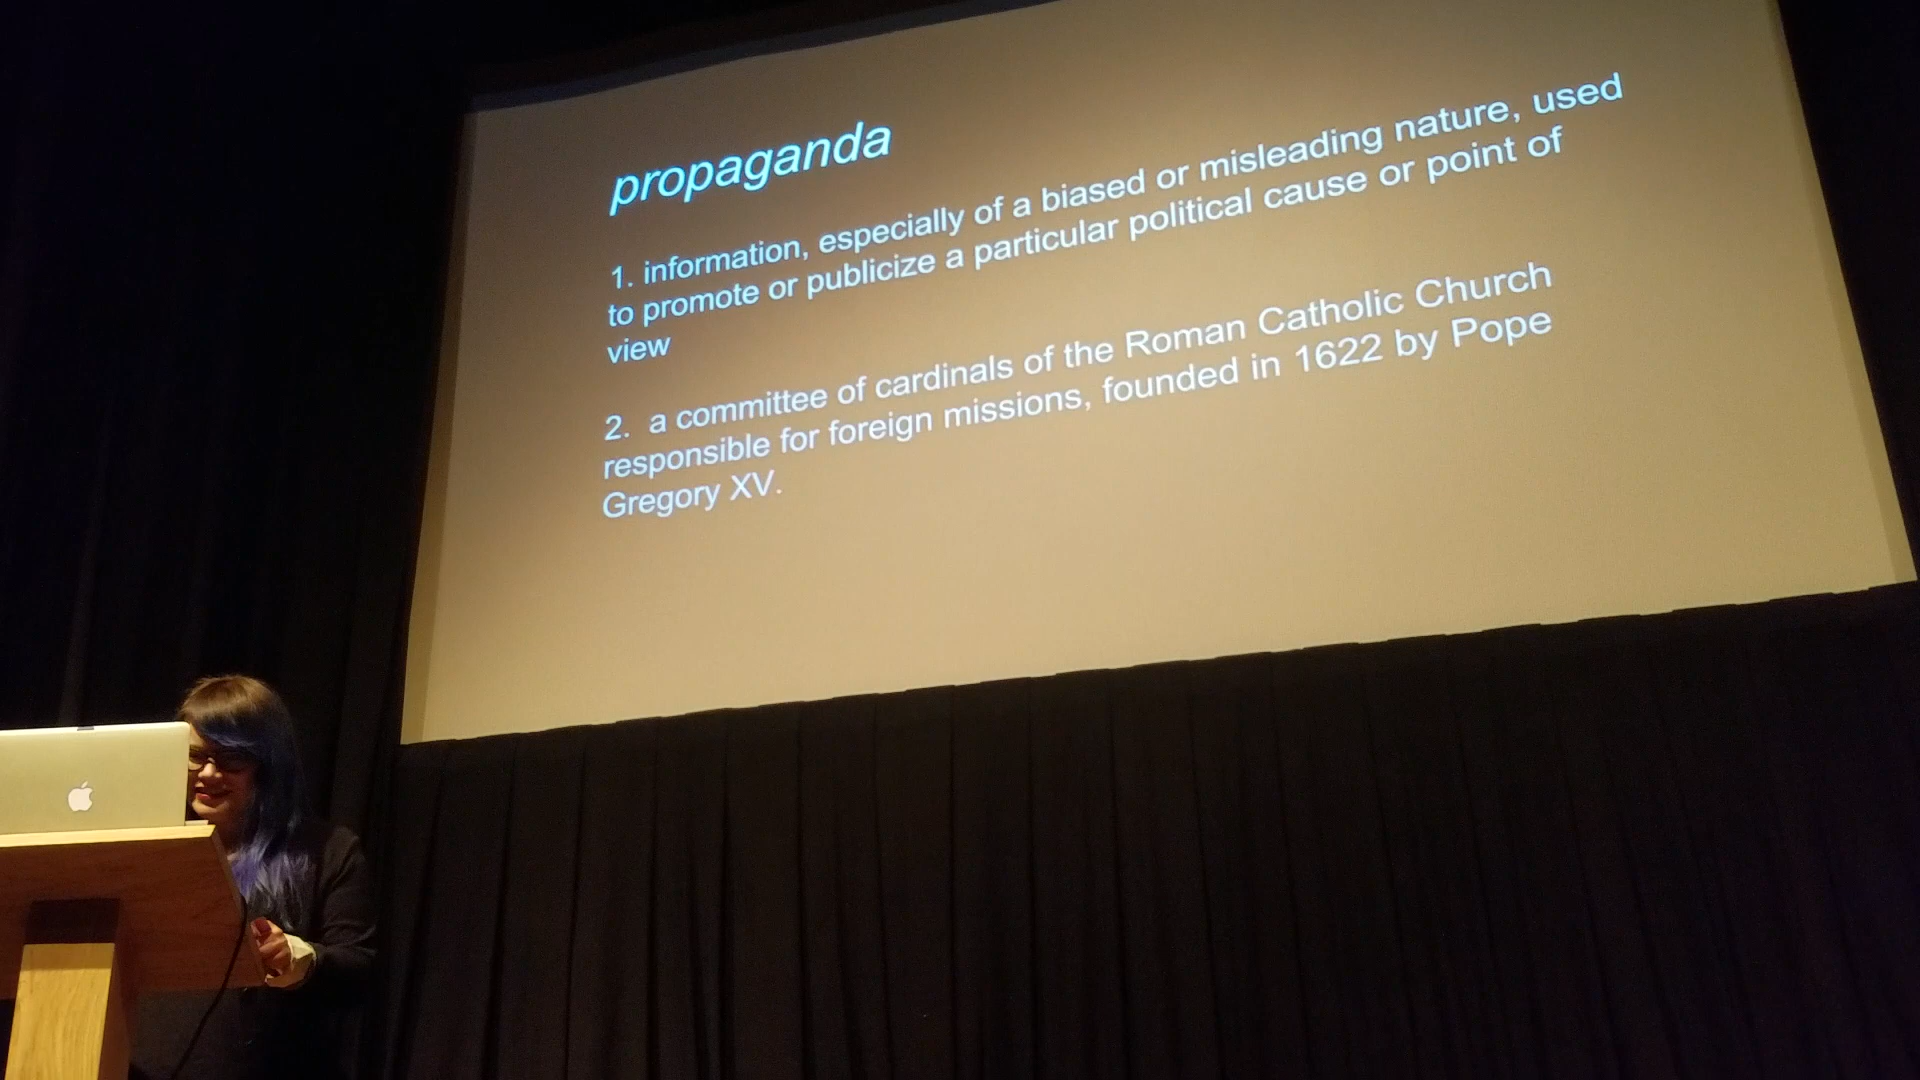 propaganda
1. information, especially of a biased or misleading nature, used
to promote or publicize a particular political cause or point of
view
2. a committee of cardinals of the Roman Catholic Church
responsible for foreign missions, founded in 1622 by Pope
Gregory XV.